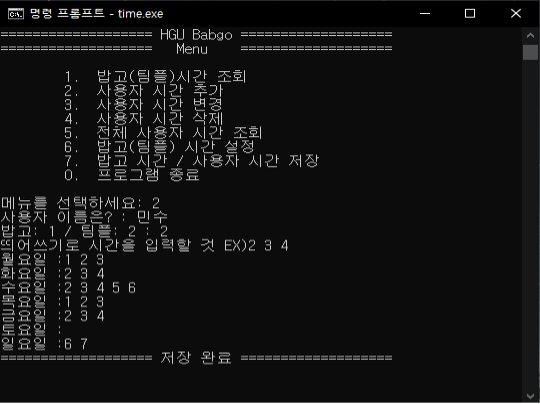 명령 프롬프트 - time.exe
=================== HGU Babgo ===================
=================== Menu ===================
1. 밥고(팀플)시간 조회
2. 사용자 시간 추가
3. 사용자 시간 변경
4. 사용자 시간 삭제
5. 전체 사용자 시간 조회
6. 밥고(팀플) 시간 설정
7. 밥고 시간 / 사용자 시간 저장
0. 프로그램 종료
메뉴를 선택하세요: 2
사용자 이름은? : 민수
밥고: 1 / 팀플: 2 : 2
띄어쓰기로 시간을 입력할 것 EX)2 3 4
월요일 :1 2 3
화요일 :2 3 4
수요일 :2 3 4 5 6
목요일 :1 2 3
금요일 :2 3 4
토요일 :
일요일 :6 7
=================== 저장 완료 ===================